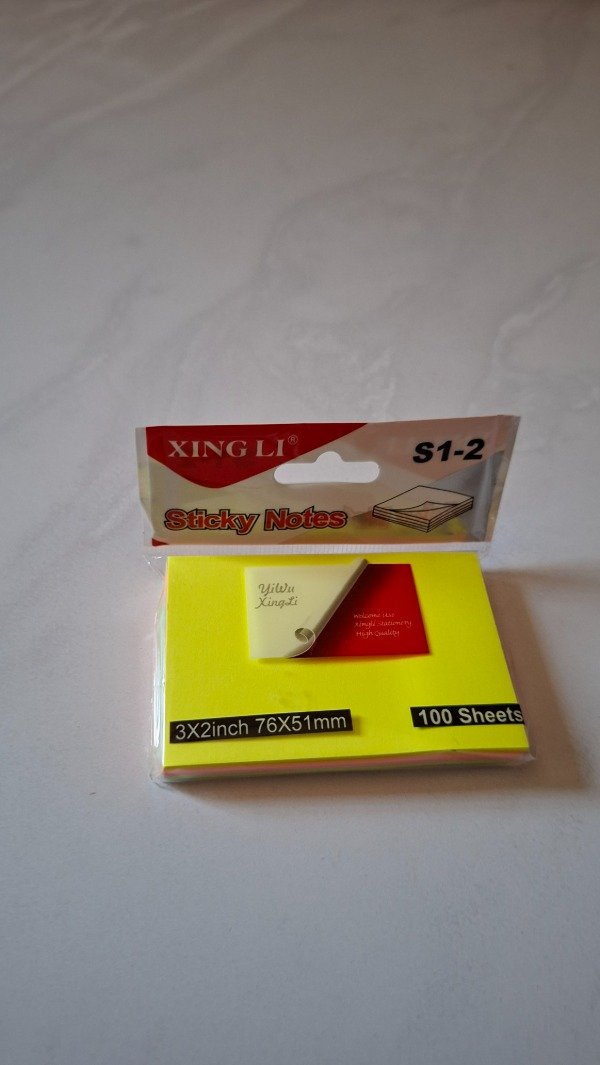 XING LI®
S1-2
Sticky Notes
YiWu
XingLi
Welcome Use
Xingli Stationery
High Quality
3X2inch 76X51mm
100 Sheets